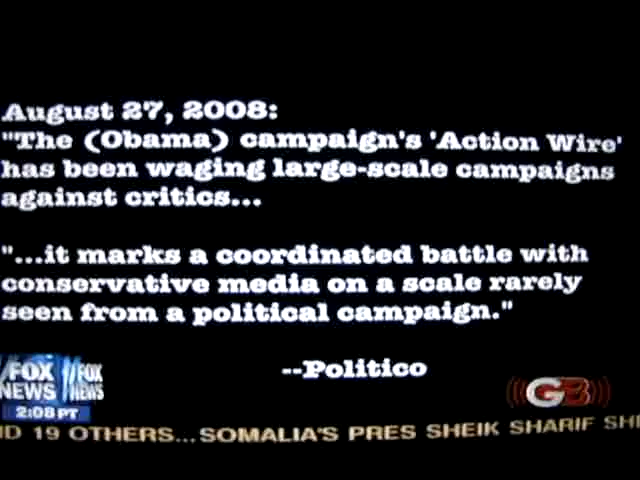 August 27, 2008:
"The (Obama) campaign's 'Action Wire'
has been waging large-scale campaigns
against critics...
"...it marks a coordinated battle with
conservative media on a scale rarely
seen from a political campaign."
--Politico
FOX NEWS
FOX NEWS
GB
2:08 PT
D 19 OTHERS... SOMALIA'S PRES SHEIK SHARIF SH